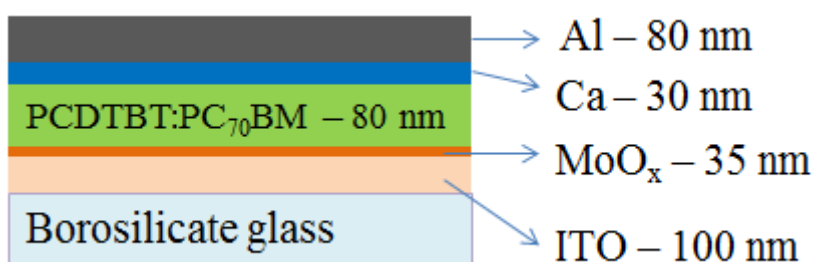 Al – 80 nm
Ca – 30 nm
PCDTBT:PC₇₀BM – 80 nm
MoOₓ – 35 nm
Borosilicate glass
ITO – 100 nm